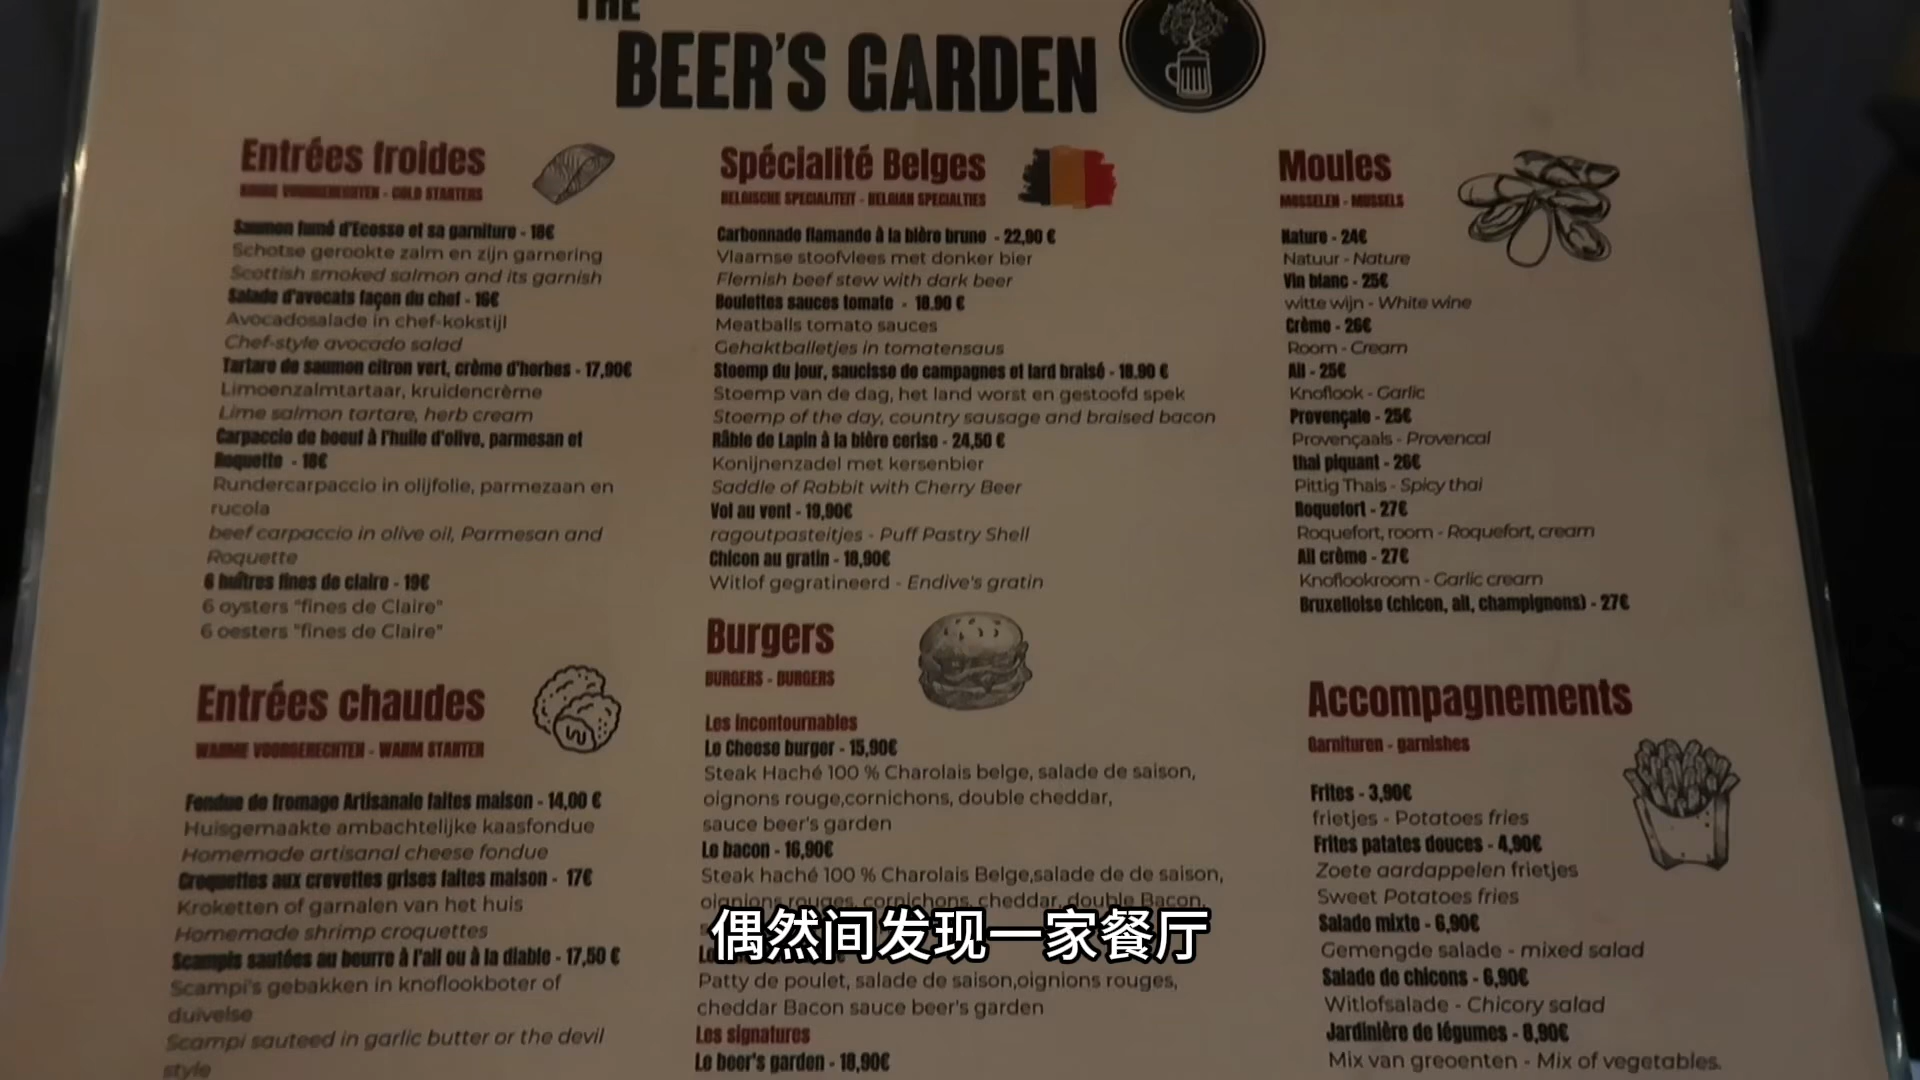 THE
BEER'S GARDEN
Entrées froides
KOUDE VOORGERECHTEN - COLD STARTERS
Saumon fumé d'Ecosse et sa garniture - 18€
Schotse gerookte zalm en zijn garnering
Scottish smoked salmon and its garnish
Salade d'avocats façon du chef - 16€
Avocadosalade in chef-kokstijl
Chef-style avocado salad
Tartare de saumon citron vert, crème d'herbes - 17,90€
Limoenzalmtartaar, kruidencrème
Lime salmon tartare, herb cream
Carpaccio de boeuf à l'huile d'olive, parmesan et
Roquette - 18€
Rundercarpaccio in olijfolie, parmezaan en
rucola
beef carpaccio in olive oil, Parmesan and
Roquette
6 huîtres fines de claire - 19€
6 oysters "fines de Claire"
6 oesters "fines de Claire"
Entrées chaudes
WARME VOORGERECHTEN - WARM STARTER
Fondue de fromage Artisanale faites maison - 14,00 €
Huisgemaakte ambachtelijke kaasfondue
Homemade artisanal cheese fondue
Croquettes aux crevettes grises faites maison - 17€
Kroketten of garnalen van het huis
Homemade shrimp croquettes
Scampis sautées au beurre à l'ail ou à la diable - 17,50 €
Scampi's gebakken in knoflookboter of
duivelse
Scampi sauteed in garlic butter or the devil
style
Spécialité Belges
BELGISCHE SPECIALITEIT - BELGIAN SPECIALTIES
Carbonnade flamande à la bière brune - 22,90 €
Vlaamse stoofvlees met donker bier
Flemish beef stew with dark beer
Boulettes sauces tomate - 18.90 €
Meatballs tomato sauces
Gehaktballetjes in tomatensaus
Stoemp du jour, saucisse de campagnes et lard braisé - 18.90 €
Stoemp van de dag, het land worst en gestoofd spek
Stoemp of the day, country sausage and braised bacon
Râble de Lapin à la bière cerise - 24,50 €
Konijnenzadel met kersenbier
Saddle of Rabbit with Cherry Beer
Vol au vent - 19,90€
ragoutpasteitjes - Puff Pastry Shell
Chicon au gratin - 18,90€
Witlof gegratineerd - Endive's gratin
Burgers
BURGERS - BURGERS
Les incontournables
Le Cheese burger - 15,90€
Steak Haché 100 % Charolais belge, salade de saison,
oignons rouge,cornichons, double cheddar,
sauce beer's garden
Le bacon - 16,90€
Steak haché 100 % Charolais Belge,salade de de saison,
oignions rouges, cornichons, cheddar, double Bacon,
偶然间发现一家餐厅
Patty de poulet, salade de saison,oignions rouges,
cheddar Bacon sauce beer's garden
Les signatures
Le beer's garden - 18,90€
Moules
MOSSELEN - MUSSELS
Nature - 24€
Natuur - Nature
Vin blanc - 25€
witte wijn - White wine
Crème - 26€
Room - Cream
Ail - 25€
Knoflook - Garlic
Provençale - 25€
Provençaals - Provencal
thai piquant - 26€
Pittig Thais - Spicy thai
Roquefort - 27€
Roquefort, room - Roquefort, cream
Ail crème - 27€
Knoflookroom - Garlic cream
Bruxelloise (chicon, ail, champignons) - 27€
Accompagnements
Garnituren - garnishes
Frites - 3,90€
frietjes - Potatoes fries
Frites patates douces - 4,90€
Zoete aardappelen frietjes
Sweet Potatoes fries
Salade mixte - 6,90€
Gemengde salade - mixed salad
Salade de chicons - 6,90€
Witlofsalade - Chicory salad
Jardinière de légumes - 8,90€
Mix van greoenten - Mix of vegetables.